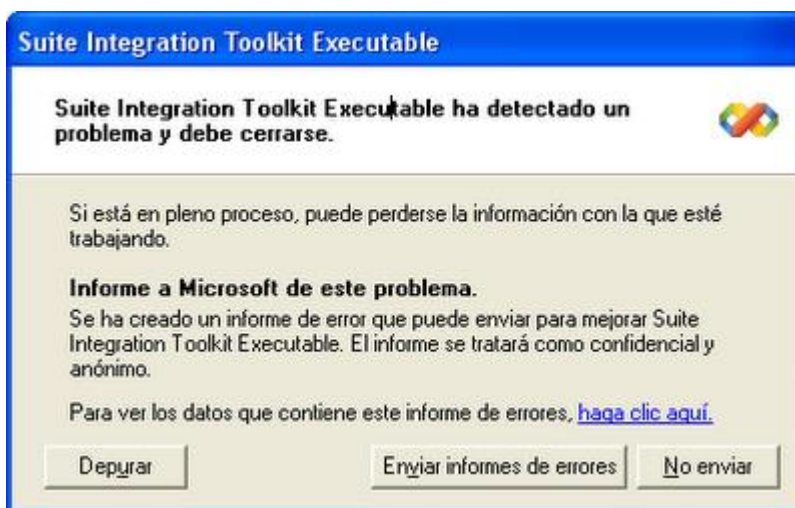 Suite Integration Toolkit Executable
Suite Integration Toolkit Executable ha detectado un
problema y debe cerrarse.
Si está en pleno proceso, puede perderse la información con la que esté
trabajando.
Informe a Microsoft de este problema.
Se ha creado un informe de error que puede enviar para mejorar Suite
Integration Toolkit Executable. El informe se tratará como confidencial y
anónimo.
Para ver los datos que contiene este informe de errores, haga clic aquí.
Depurar
Enviar informes de errores
No enviar